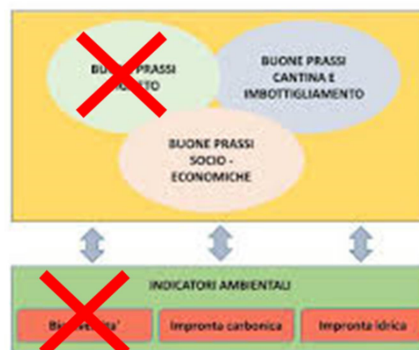 BUONE PRASSI
BUONE PRASSI
CANTINA E
IMBOTTIGLIAMENTO
BUONE PRASSI
SOCIO -
ECONOMICHE
INDICATORI AMBIENTALI
Impronta carbonica
Impronta idrica